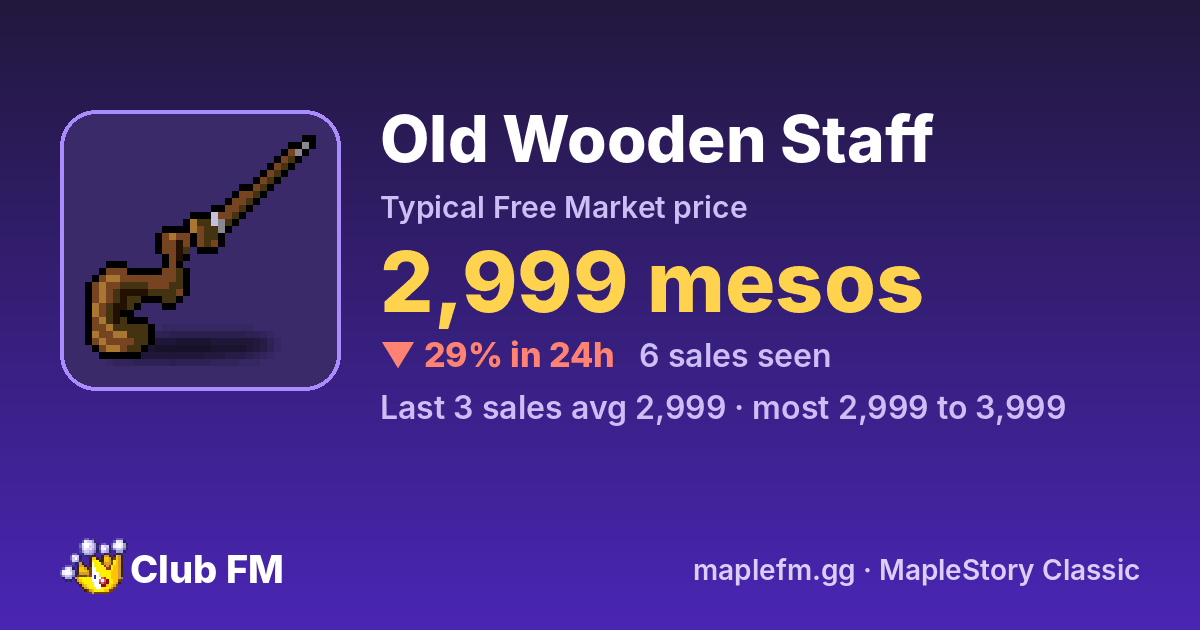 Old Wooden Staff
Typical Free Market price
2,999 mesos
▼ 29% in 24h 6 sales seen
Last 3 sales avg 2,999 · most 2,999 to 3,999
Club FM
maplefm.gg · MapleStory Classic